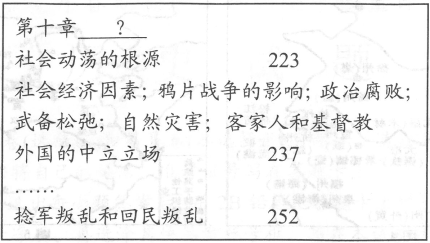 第十章　？
社会动荡的根源 223
社会经济因素；鸦片战争的影响；政治腐败；
武备松弛；自然灾害；客家人和基督教
外国的中立立场 237
……
捻军叛乱和回民叛乱 252